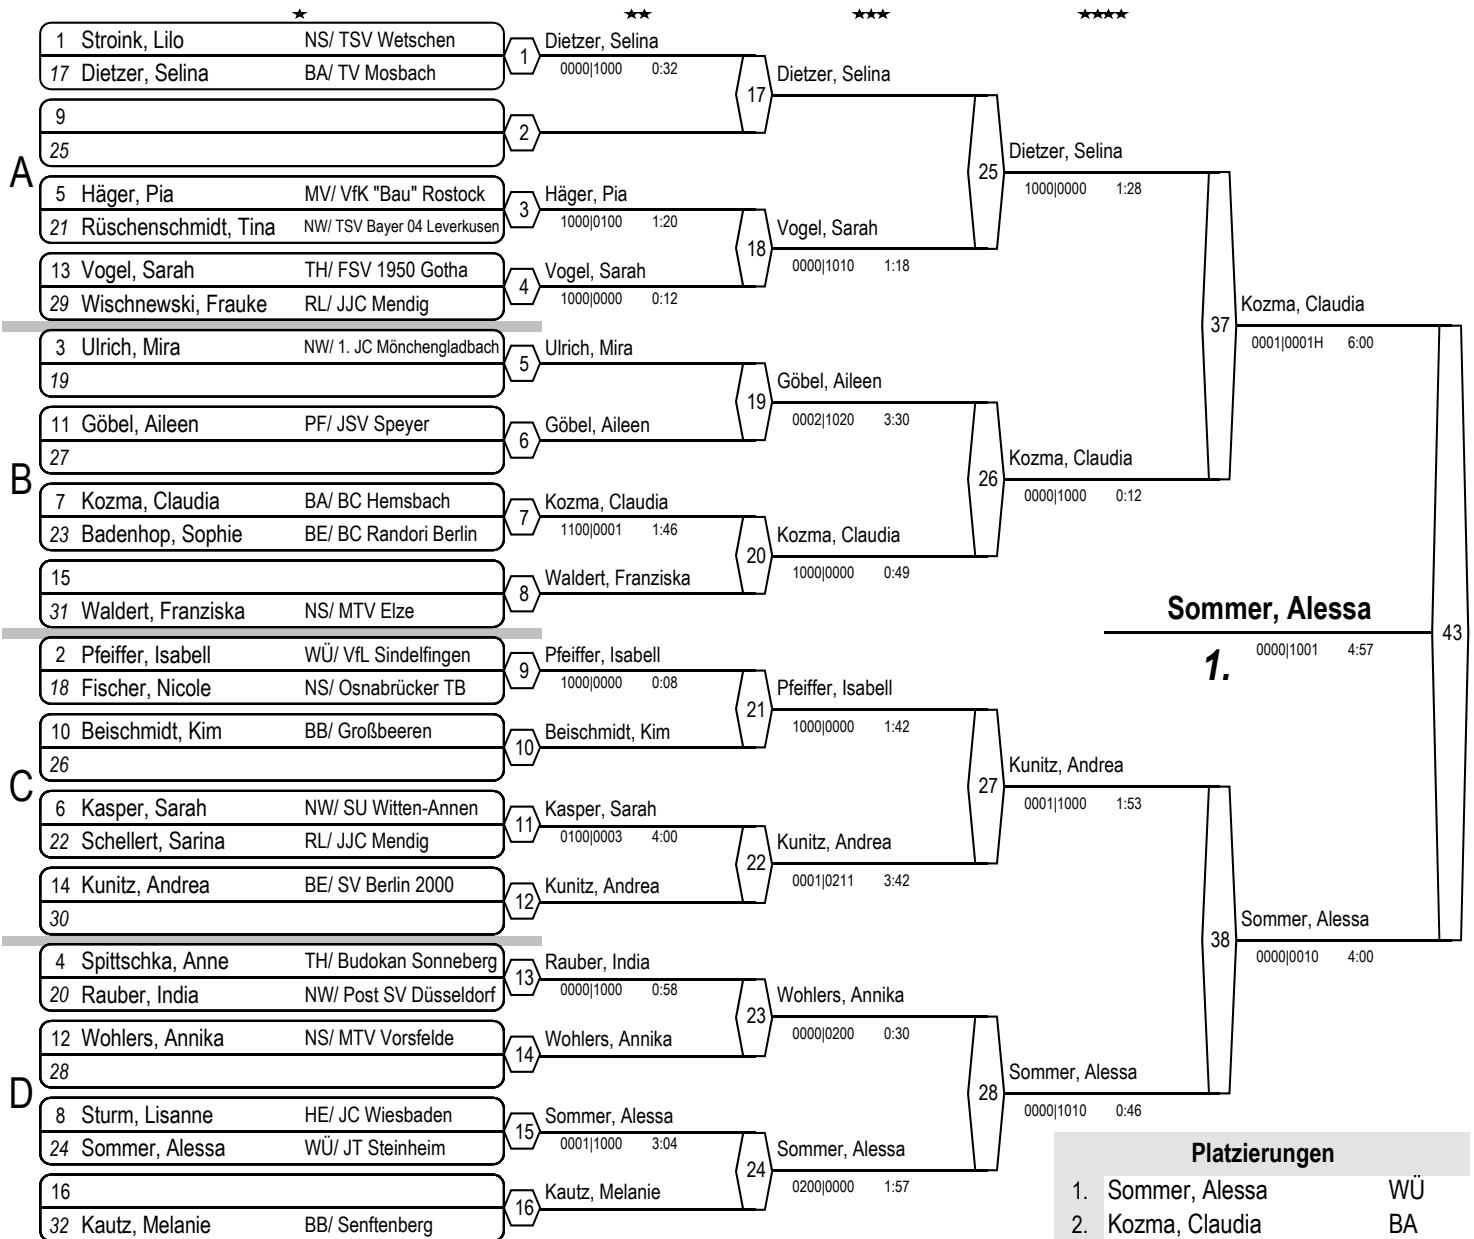 ★ ★★ ★★★ ★★★★
A
1 Stroink, Lilo NS/ TSV Wetschen
17 Dietzer, Selina BA/ TV Mosbach
9
25
5 Häger, Pia MV/ VfK "Bau" Rostock
21 Rüschenschmidt, Tina NW/ TSV Bayer 04 Leverkusen
13 Vogel, Sarah TH/ FSV 1950 Gotha
29 Wischnewski, Frauke RL/ JJC Mendig
B
3 Ulrich, Mira NW/ 1. JC Mönchengladbach
19
11 Göbel, Aileen PF/ JSV Speyer
27
7 Kozma, Claudia BA/ BC Hemsbach
23 Badenhop, Sophie BE/ BC Randori Berlin
15
31 Waldert, Franziska NS/ MTV Elze
C
2 Pfeiffer, Isabell WÜ/ VfL Sindelfingen
18 Fischer, Nicole NS/ Osnabrücker TB
10 Beischmidt, Kim BB/ Großbeeren
26
6 Kasper, Sarah NW/ SU Witten-Annen
22 Schellert, Sarina RL/ JJC Mendig
14 Kunitz, Andrea BE/ SV Berlin 2000
30
D
4 Spittschka, Anne TH/ Budokan Sonneberg
20 Rauber, India NW/ Post SV Düsseldorf
12 Wohlers, Annika NS/ MTV Vorsfelde
28
8 Sturm, Lisanne HE/ JC Wiesbaden
24 Sommer, Alessa WÜ/ JT Steinheim
16
32 Kautz, Melanie BB/ Senftenberg
1 Dietzer, Selina
0000|1000 0:32
2
3 Häger, Pia
1000|0100 1:20
4 Vogel, Sarah
1000|0000 0:12
5 Ulrich, Mira
6 Göbel, Aileen
7 Kozma, Claudia
1100|0001 1:46
8 Waldert, Franziska
9 Pfeiffer, Isabell
1000|0000 0:08
10 Beischmidt, Kim
11 Kasper, Sarah
0100|0003 4:00
12 Kunitz, Andrea
13 Rauber, India
0000|1000 0:58
14 Wohlers, Annika
15 Sommer, Alessa
0001|1000 3:04
16 Kautz, Melanie
17 Dietzer, Selina
18 Vogel, Sarah
0000|1010 1:18
19 Göbel, Aileen
0002|1020 3:30
20 Kozma, Claudia
1000|0000 0:49
21 Pfeiffer, Isabell
1000|0000 1:42
22 Kunitz, Andrea
0001|0211 3:42
23 Wohlers, Annika
0000|0200 0:30
24 Sommer, Alessa
0200|0000 1:57
25 Dietzer, Selina
1000|0000 1:28
26 Kozma, Claudia
0000|1000 0:12
27 Kunitz, Andrea
0001|1000 1:53
28 Sommer, Alessa
0000|1010 0:46
37 Kozma, Claudia
0001|0001H 6:00
38 Sommer, Alessa
0000|0010 4:00
43 Sommer, Alessa
1. 0000|1001 4:57
Platzierungen
1. Sommer, Alessa WÜ
2. Kozma, Claudia BA